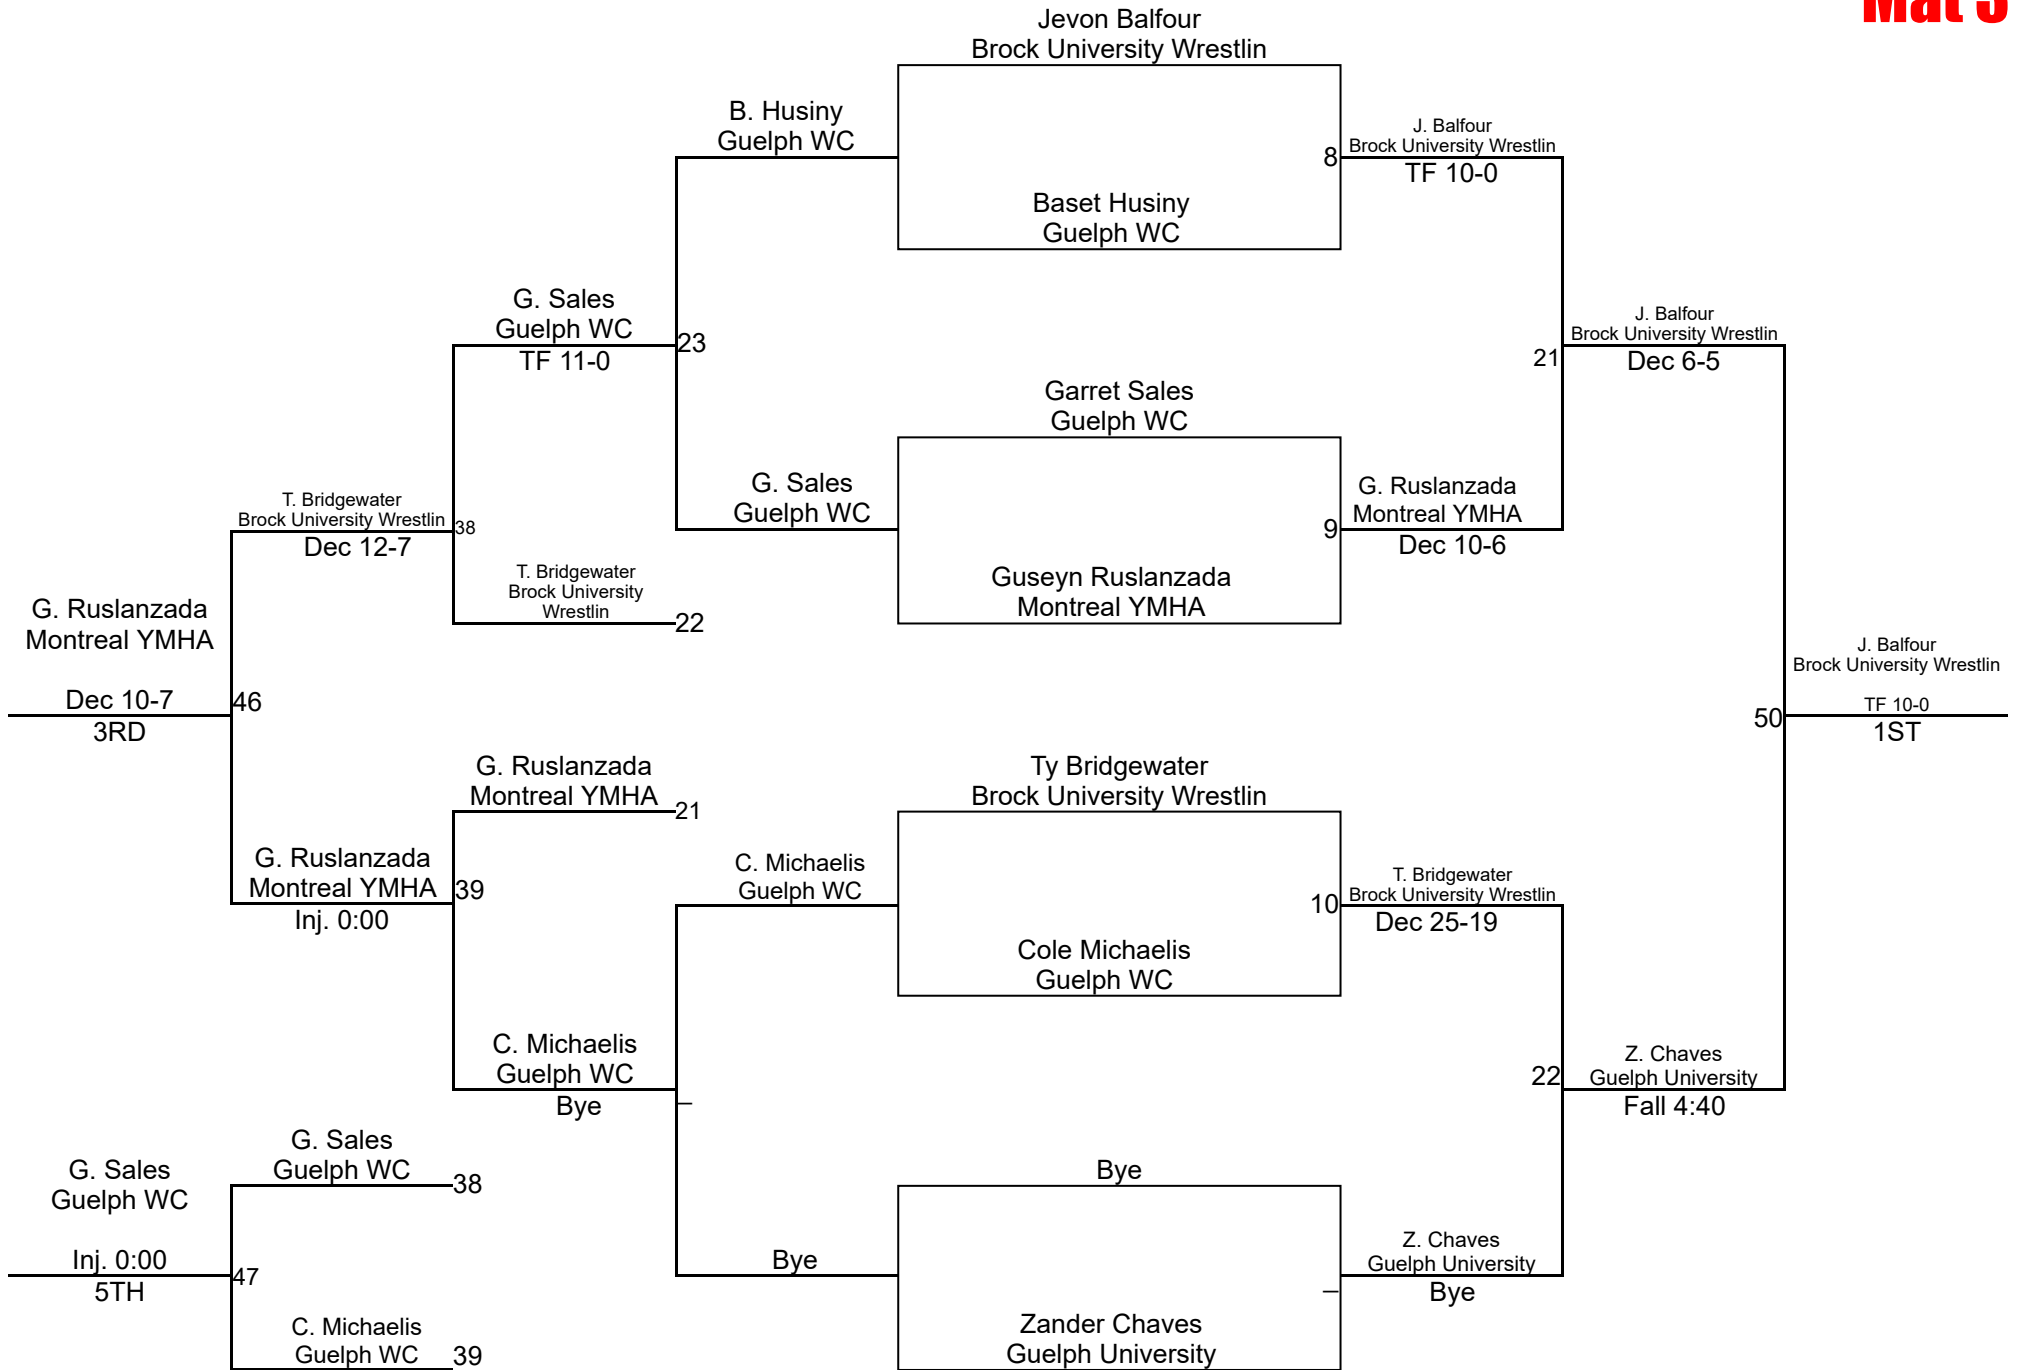 Mat 3
Jevon Balfour
Brock University Wrestlin
B. Husiny
Guelph WC
8
J. Balfour
Brock University Wrestlin
TF 10-0
Baset Husiny
Guelph WC
G. Sales
Guelph WC
TF 11-0
23
J. Balfour
Brock University Wrestlin
Dec 6-5
21
Garret Sales
Guelph WC
G. Sales
Guelph WC
9
G. Ruslanzada
Montreal YMHA
Dec 10-6
T. Bridgewater
Brock University Wrestlin
Dec 12-7
38
Guseyn Ruslanzada
Montreal YMHA
T. Bridgewater
Brock University
Wrestlin
22
G. Ruslanzada
Montreal YMHA
Dec 10-7
3RD
46
J. Balfour
Brock University Wrestlin
TF 10-0
1ST
50
G. Ruslanzada
Montreal YMHA
21
Ty Bridgewater
Brock University Wrestlin
G. Ruslanzada
Montreal YMHA
Inj. 0:00
39
C. Michaelis
Guelph WC
10
T. Bridgewater
Brock University Wrestlin
Dec 25-19
Cole Michaelis
Guelph WC
C. Michaelis
Guelph WC
Bye
22
Z. Chaves
Guelph University
Fall 4:40
G. Sales
Guelph WC
38
Bye
G. Sales
Guelph WC
Inj. 0:00
5TH
47
Bye
Z. Chaves
Guelph University
Bye
C. Michaelis
Guelph WC
39
Zander Chaves
Guelph University